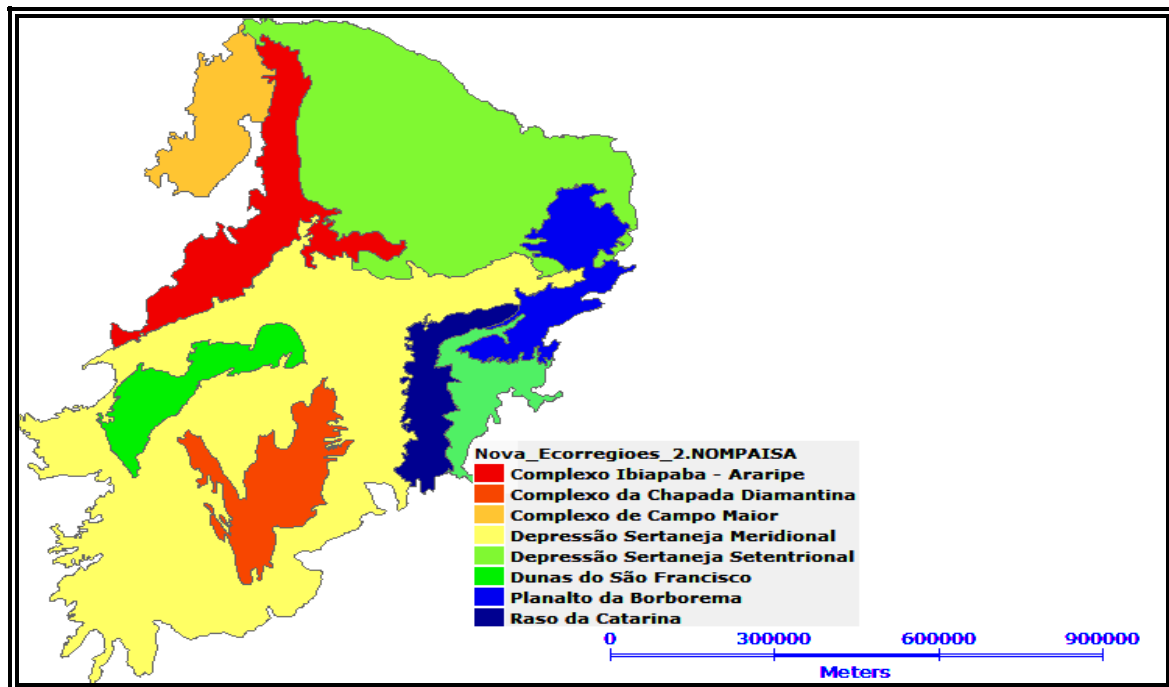 Nova_Ecorregioes_2.NOMPAISA
Complexo Ibiapaba - Araripe
Complexo da Chapada Diamantina
Complexo de Campo Maior
Depressão Sertaneja Meridional
Depressão Sertaneja Setentrional
Dunas do São Francisco
Planalto da Borborema
Raso da Catarina
0 300000 600000 900000
Meters